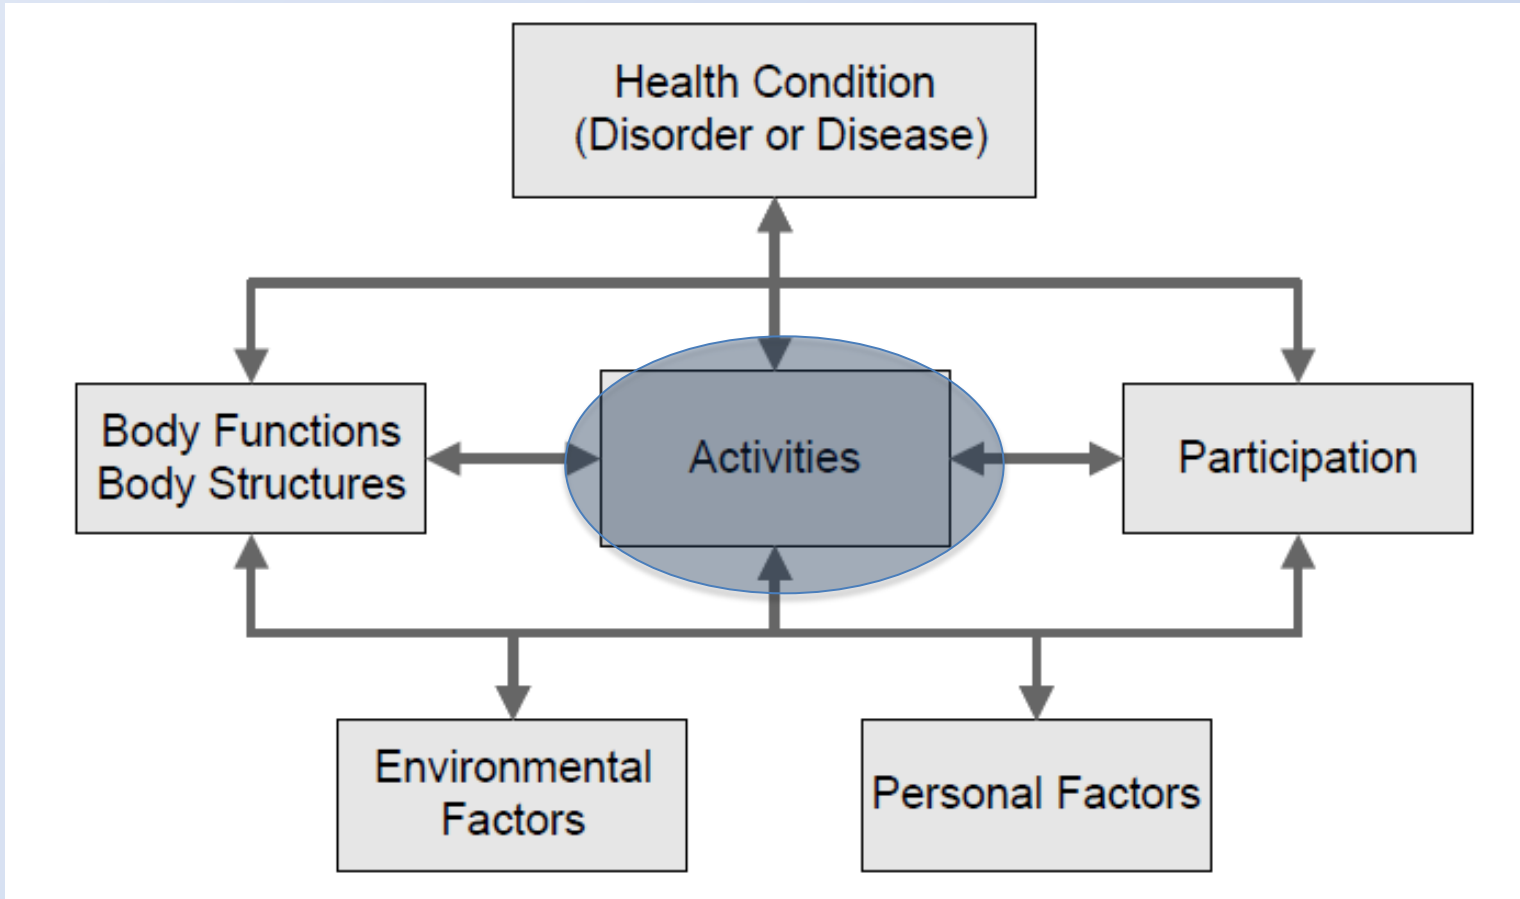 Health Condition
(Disorder or Disease)
Body Functions
Body Structures
Activities
Participation
Environmental
Factors
Personal Factors